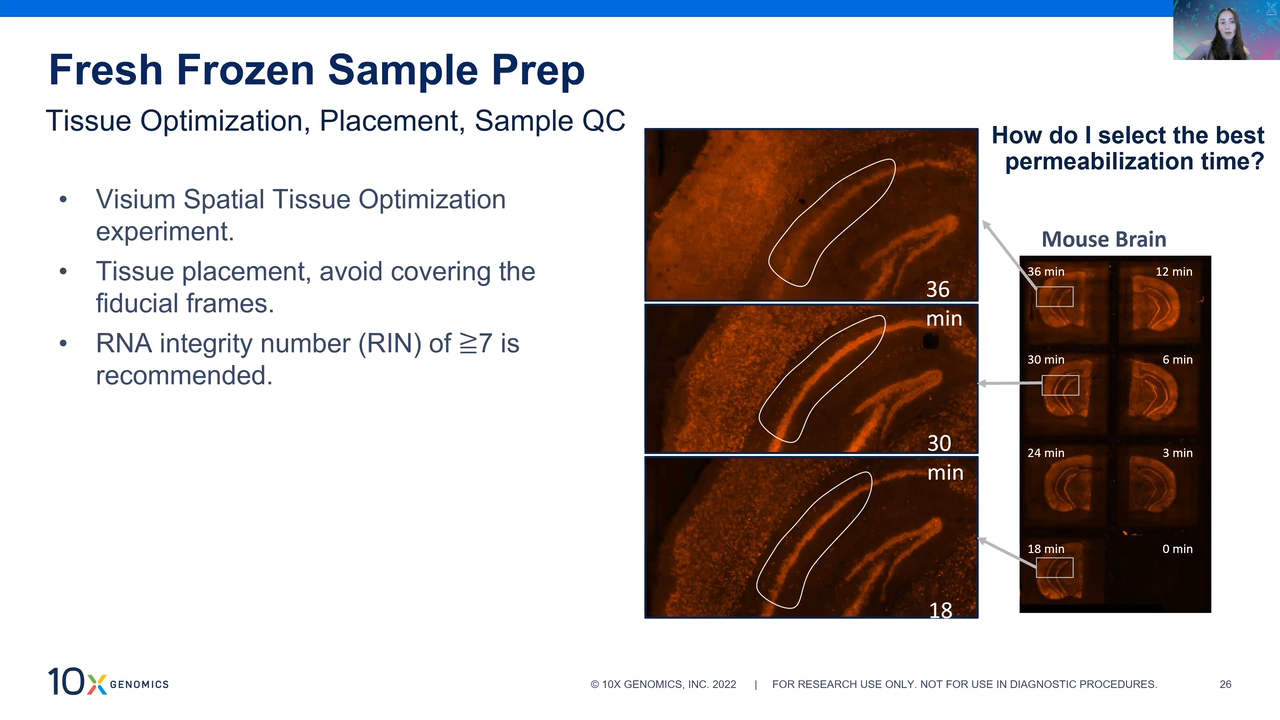 Fresh Frozen Sample Prep
Tissue Optimization, Placement, Sample QC
• Visium Spatial Tissue Optimization
experiment.
• Tissue placement, avoid covering the
fiducial frames.
• RNA integrity number (RIN) of ≧7 is
recommended.
36
min
30
min
18
How do I select the best
permeabilization time?
Mouse Brain
36 min
12 min
30 min
6 min
24 min
3 min
18 min
0 min
10x GENOMICS
© 10X GENOMICS, INC. 2022 | FOR RESEARCH USE ONLY. NOT FOR USE IN DIAGNOSTIC PROCEDURES. 26